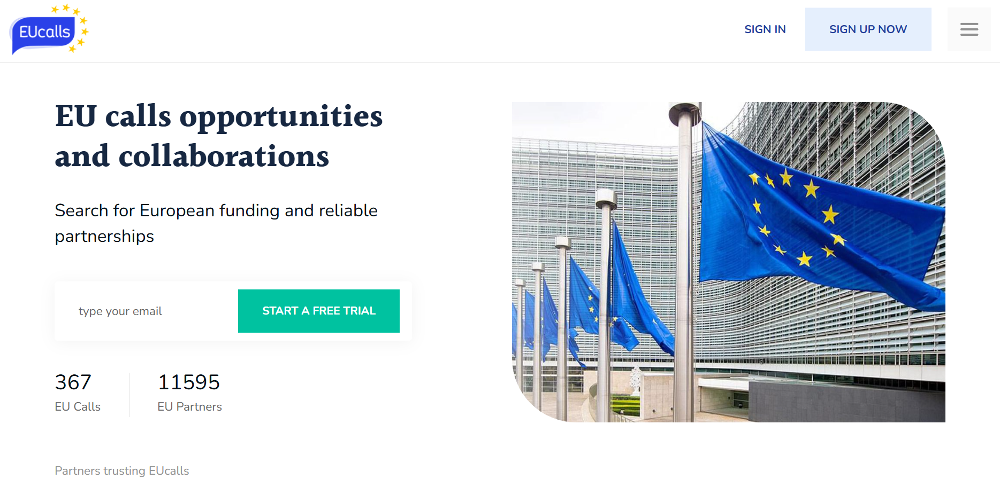 EUcalls
SIGN IN
SIGN UP NOW
EU calls opportunities
and collaborations
Search for European funding and reliable
partnerships
type your email
START A FREE TRIAL
367
EU Calls
11595
EU Partners
Partners trusting EUcalls